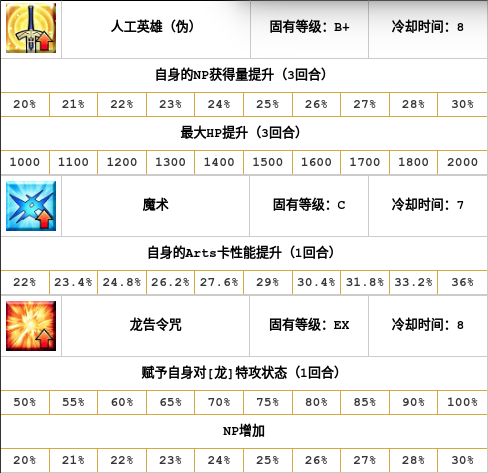 人工英雄（伪） 固有等级：B+ 冷却时间：8
自身的NP获得量提升（3回合）
20% 21% 22% 23% 24% 25% 26% 27% 28% 30%
最大HP提升（3回合）
1000 1100 1200 1300 1400 1500 1600 1700 1800 2000
魔术 固有等级：C 冷却时间：7
自身的Arts卡性能提升（1回合）
22% 23.4% 24.8% 26.2% 27.6% 29% 30.4% 31.8% 33.2% 36%
龙告令咒 固有等级：EX 冷却时间：8
赋予自身对[龙]特攻状态（1回合）
50% 55% 60% 65% 70% 75% 80% 85% 90% 100%
NP增加
20% 21% 22% 23% 24% 25% 26% 27% 28% 30%